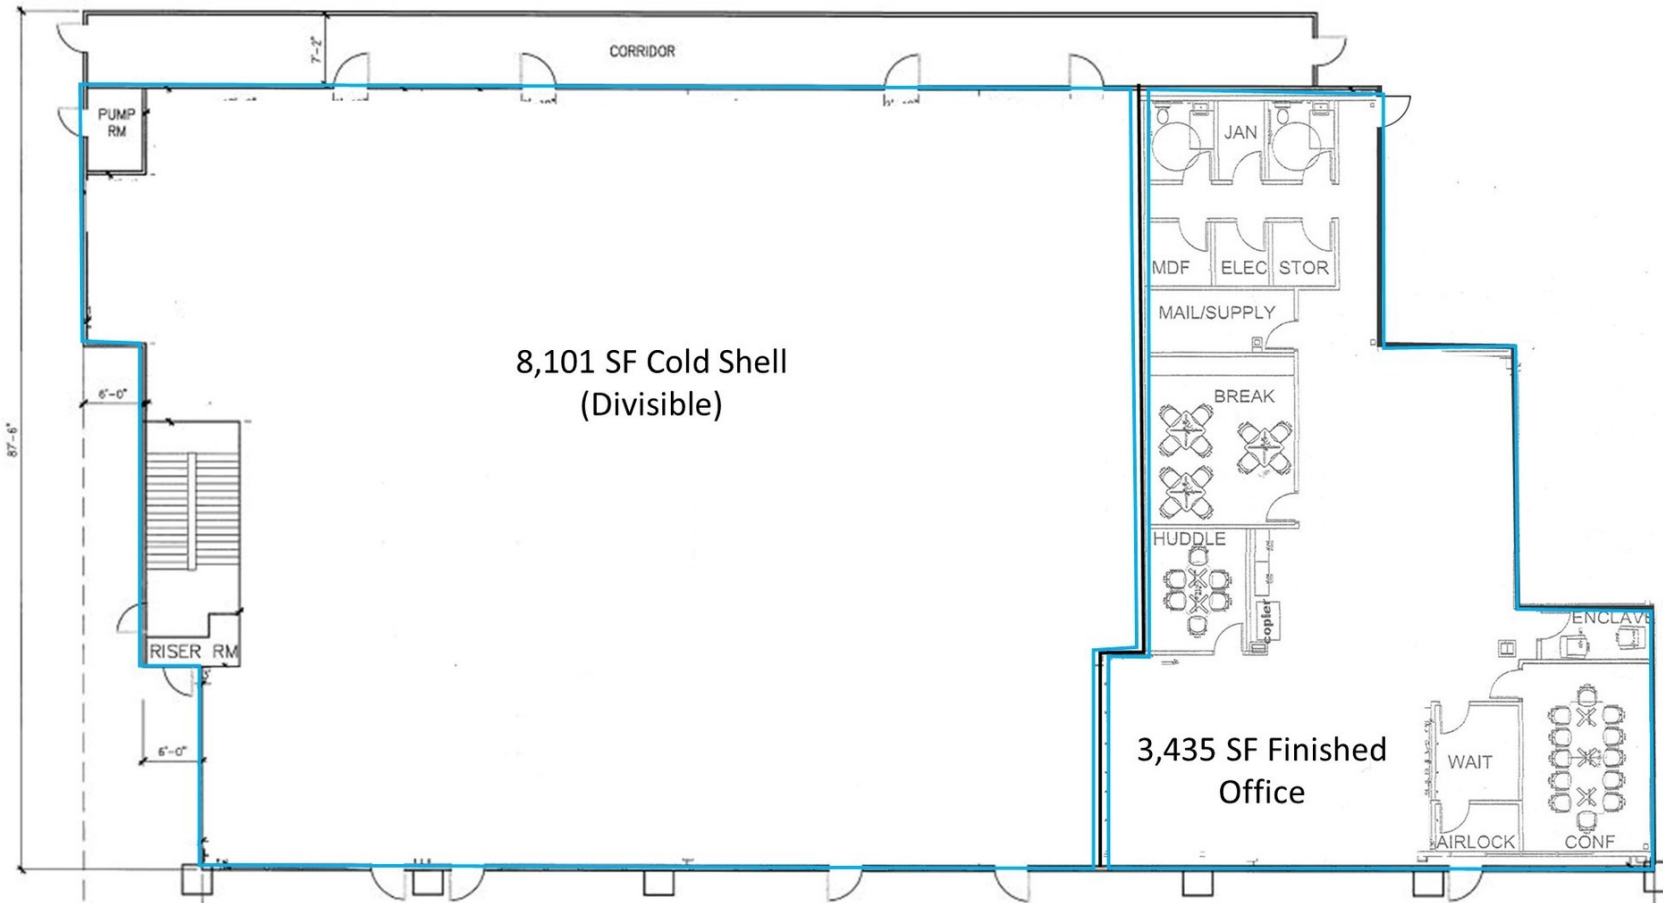 7'-2"
CORRIDOR
PUMP
RM
JAN
MDF
ELEC
STOR
MAIL/SUPPLY
8,101 SF Cold Shell
(Divisible)
6'-0"
BREAK
87'-6"
HUDDLE
copier
ENCLAVE
RISER RM
6'-0"
3,435 SF Finished
Office
WAIT
AIRLOCK
CONF